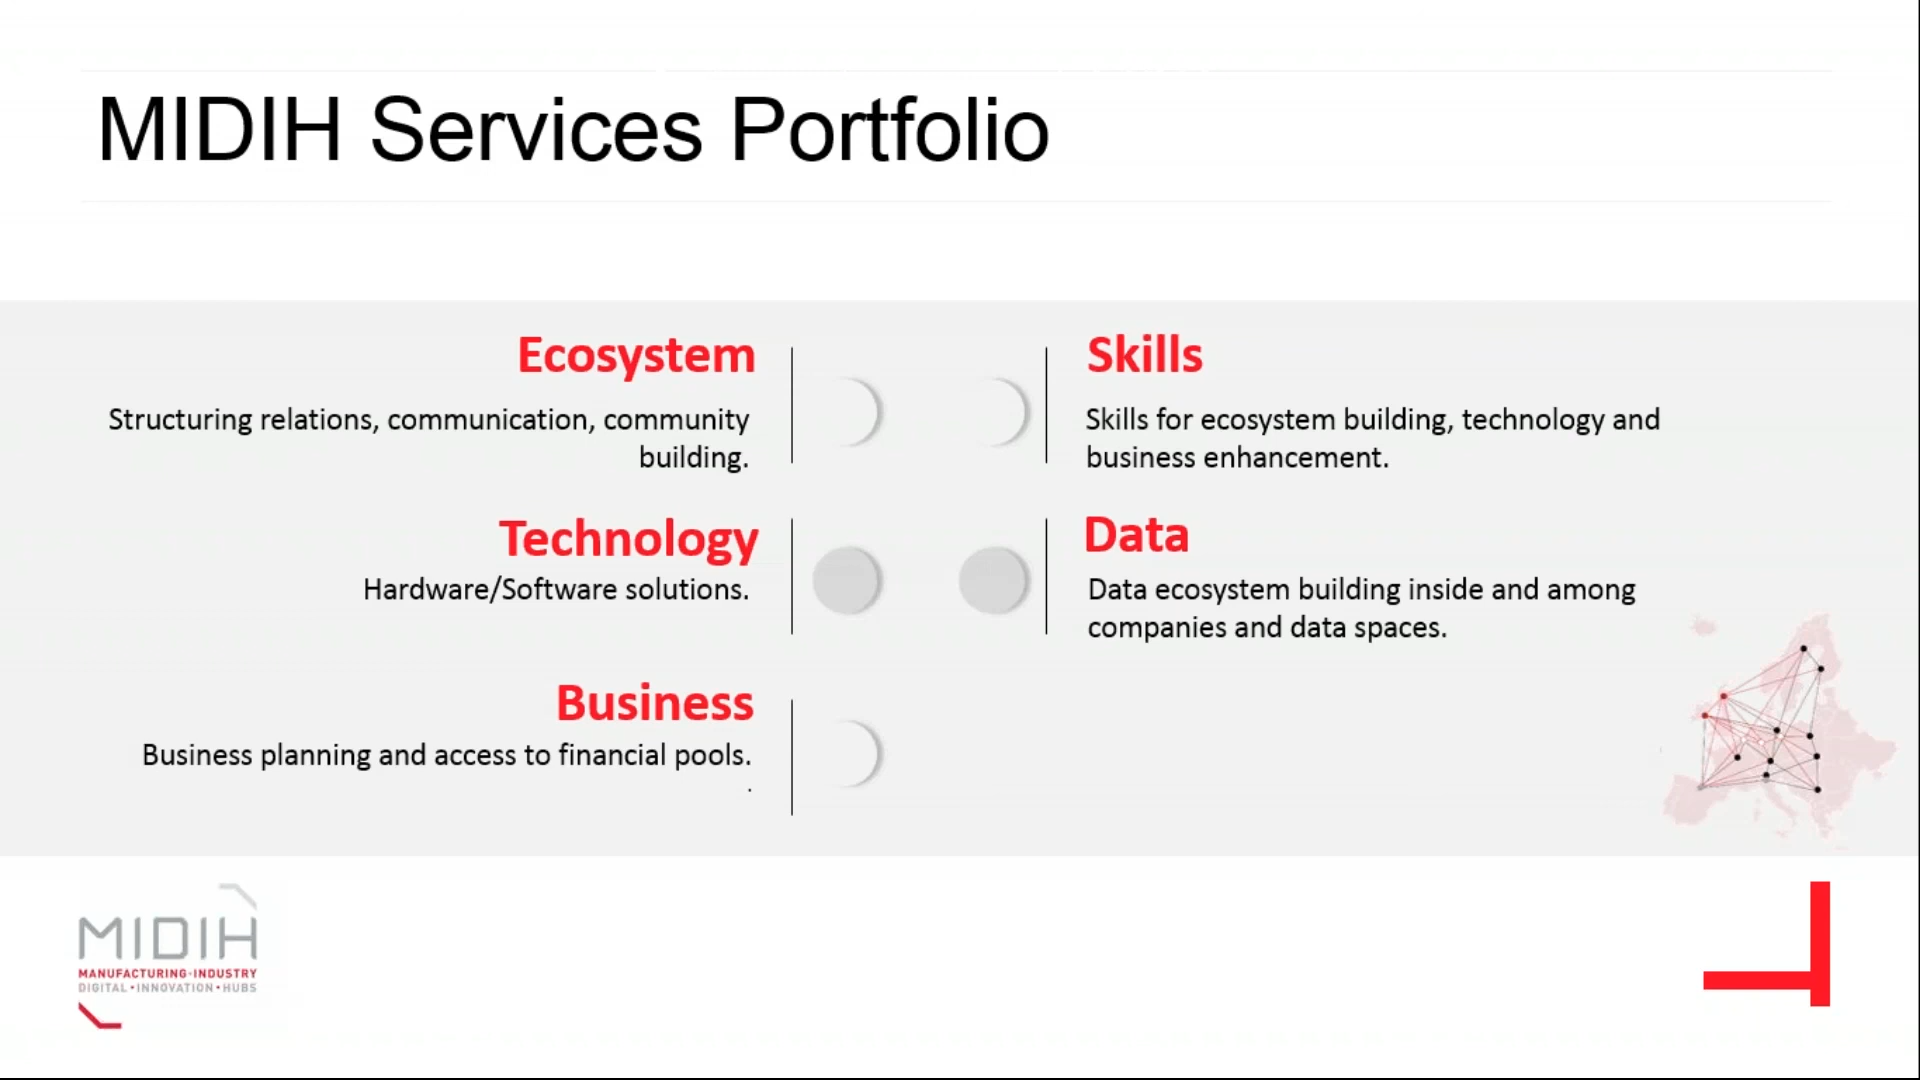 MIDIH Services Portfolio
Ecosystem
Structuring relations, communication, community
building.
Technology
Hardware/Software solutions.
Business
Business planning and access to financial pools.
.
Skills
Skills for ecosystem building, technology and
business enhancement.
Data
Data ecosystem building inside and among
companies and data spaces.
MIDIH
MANUFACTURING•INDUSTRY
DIGITAL•INNOVATION•HUBS